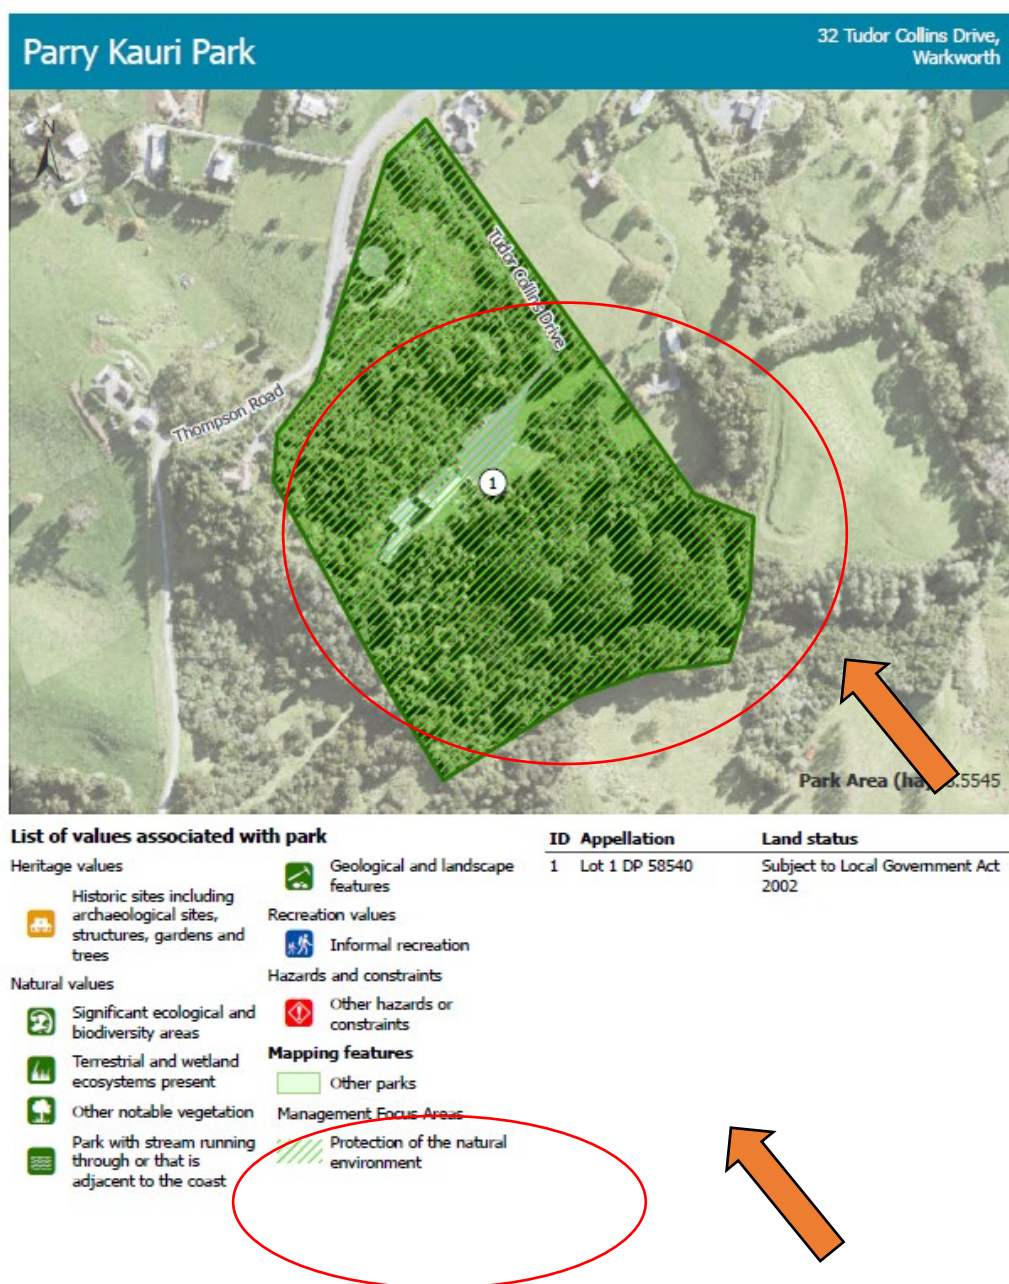 Parry Kauri Park
32 Tudor Collins Drive,
Warkworth
N
Tudor Collins Drive
Thompson Road
1
Park Area (ha) .5545
List of values associated with park
Heritage values
Historic sites including
archaeological sites,
structures, gardens and
trees
Natural values
Significant ecological and
biodiversity areas
Terrestrial and wetland
ecosystems present
Other notable vegetation
Park with stream running
through or that is
adjacent to the coast
Geological and landscape
features
Recreation values
Informal recreation
Hazards and constraints
Other hazards or
constraints
Mapping features
Other parks
Management Focus Areas
Protection of the natural
environment
ID Appellation Land status
1 Lot 1 DP 58540 Subject to Local Government Act
2002